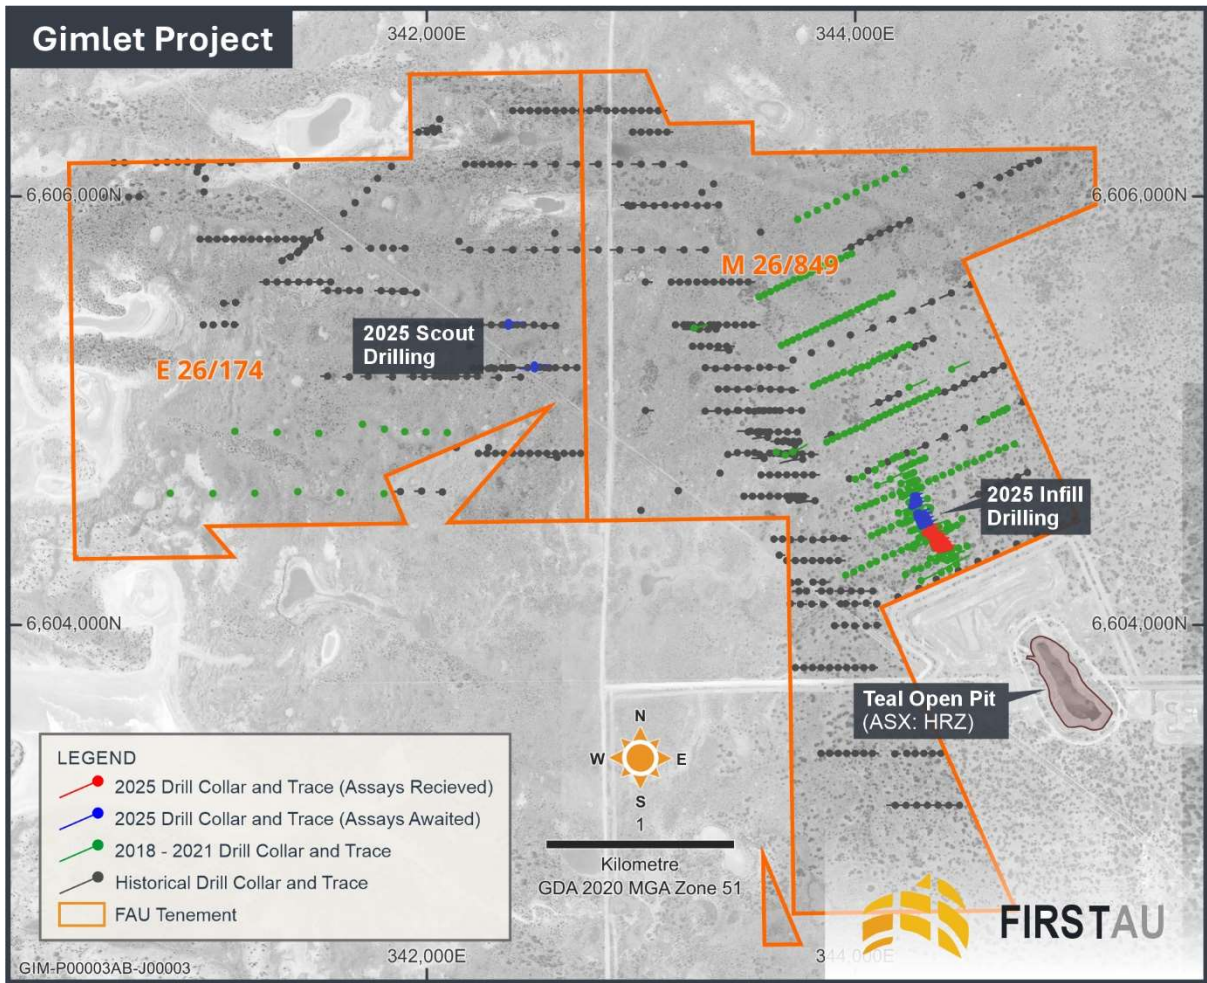 Gimlet Project
342,000E
344,000E
6,606,000N
6,606,000N
M 26/849
2025 Scout
Drilling
E 26/174
2025 Infill
Drilling
6,604,000N
6,604,000N
Teal Open Pit
(ASX: HRZ)
N
W
E
S
1
Kilometre
GDA 2020 MGA Zone 51
LEGEND
2025 Drill Collar and Trace (Assays Recieved)
2025 Drill Collar and Trace (Assays Awaited)
2018 - 2021 Drill Collar and Trace
Historical Drill Collar and Trace
FAU Tenement
FIRSTAU
GIM-P00003AB-J00003
342,000E
344,000E